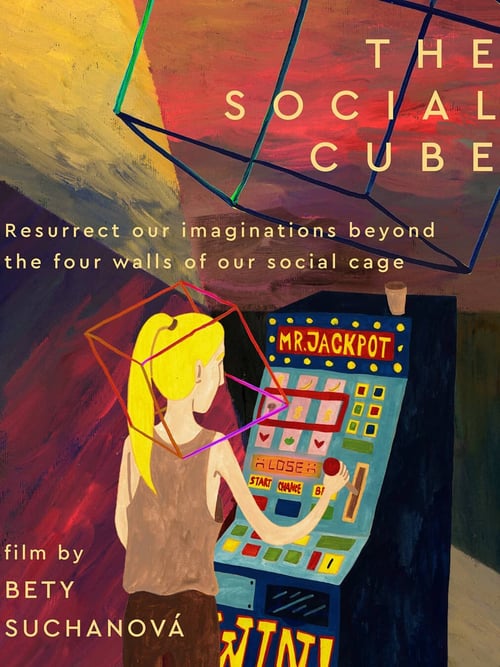 THE
SOCIAL
CUBE
Resurrect our imaginations beyond
the four walls of our social cage
MR.JACKPOT
LOSE
START CHANCE
film by
BETY
SUCHANOVÁ
WIN!